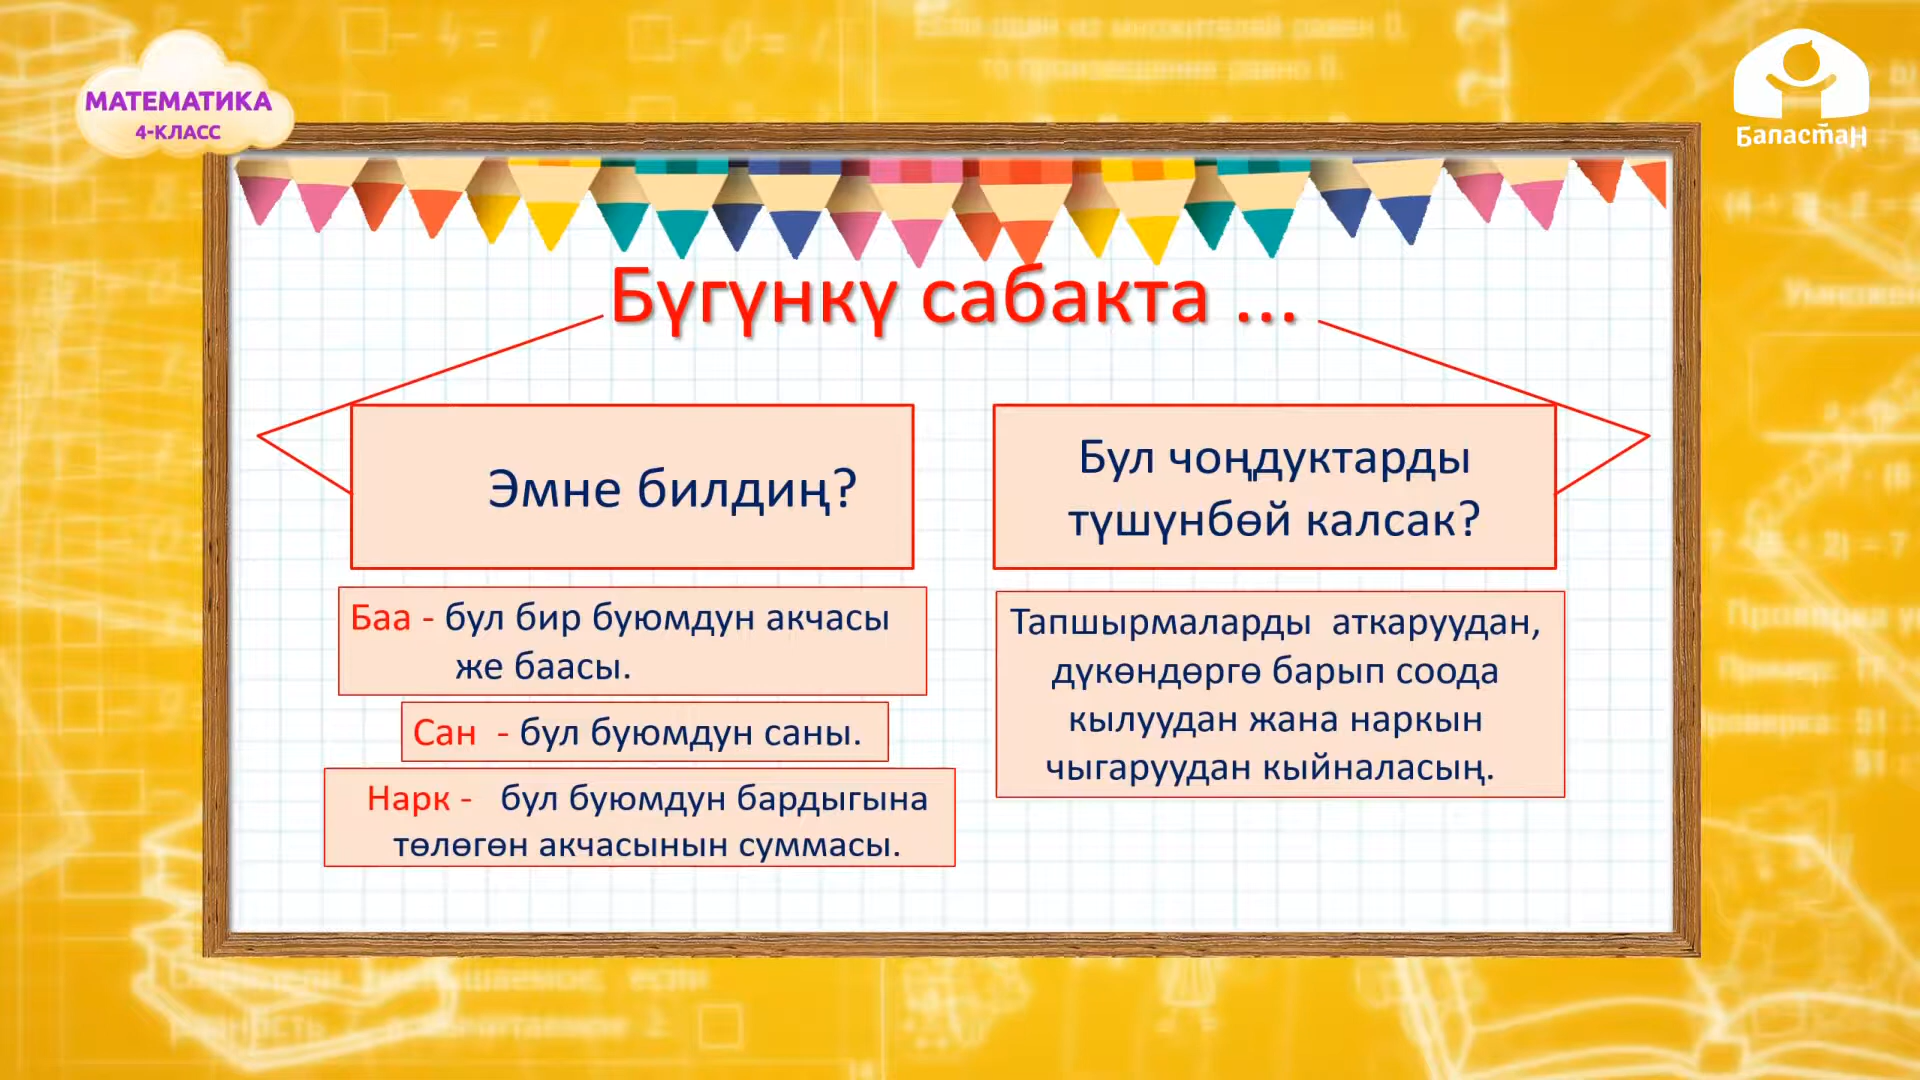 МАТЕМАТИКА
4-КЛАСС
Баластан
Бүгүнкү сабакта ...
Эмне билдиң?
Баа - бул бир буюмдун акчасы
же баасы.
Сан - бул буюмдун саны.
Нарк - бул буюмдун бардыгына
төлөгөн акчасынын суммасы.
Бул чоңдуктарды
түшүнбөй калсак?
Тапшырмаларды аткаруудан,
дүкөндөргө барып соода
кылуудан жана наркын
чыгаруудан кыйналасың.